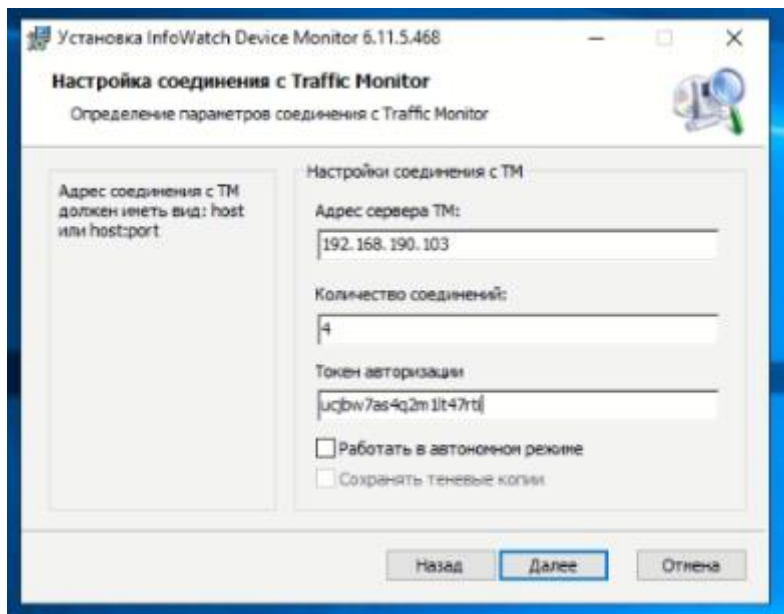 Установка InfoWatch Device Monitor 6.11.5.468
Настройка соединения с Traffic Monitor
Определение параметров соединения с Traffic Monitor
Адрес соединения с ТМ
должен иметь вид: host
или host:port
Настройки соединения с ТМ
Адрес сервера ТМ:
192.168.190.103
Количество соединений:
4
Токен авторизации
ucjbw7as4q2m1lt47rti
Работать в автономном режиме
Сохранять теневые копии
Назад
Далее
Отмена